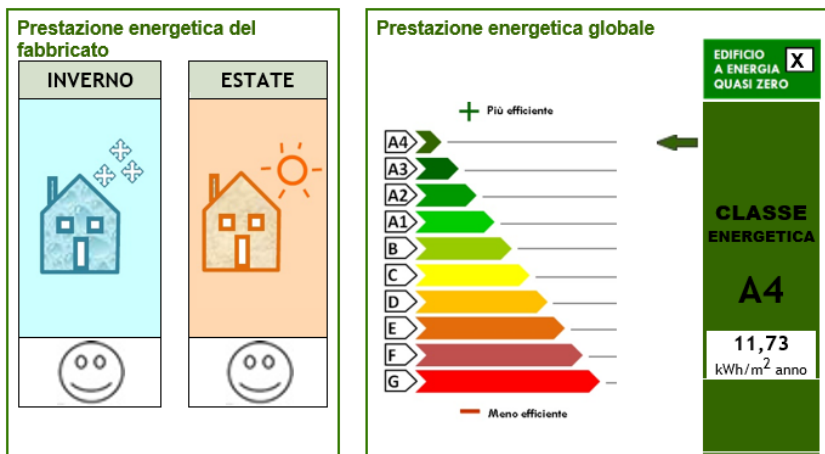 Prestazione energetica del
fabbricato
INVERNO
ESTATE
Prestazione energetica globale
Più efficiente
A4
A3
A2
A1
B
C
D
E
F
G
Meno efficiente
EDIFICIO
A ENERGIA
QUASI ZERO
X
CLASSE
ENERGETICA
A4
11,73
kWh/m² anno